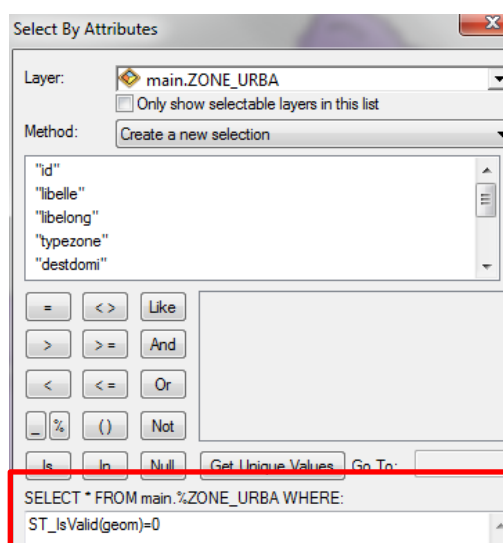 Select By Attributes
X
Layer: main.ZONE_URBA
Only show selectable layers in this list
Method: Create a new selection
"id"
"libelle"
"libelong"
"typezone"
"destdomi"
= <> Like
> >= And
< <= Or
_ % () Not
Is In Null Get Unique Values Go To:
SELECT * FROM main.%ZONE_URBA WHERE:
ST_IsValid(geom)=0